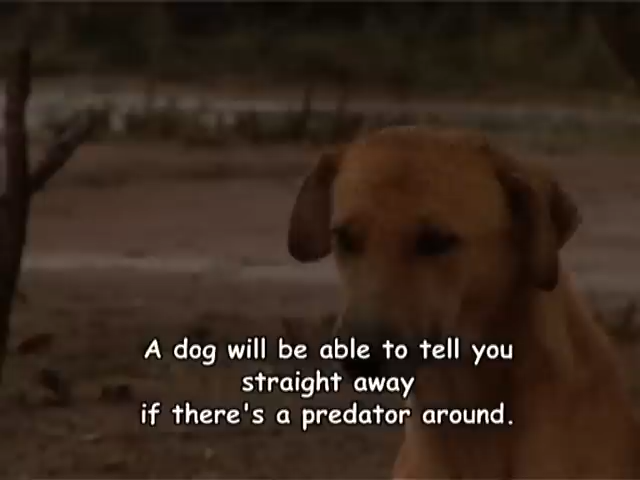 A dog will be able to tell you
straight away
if there's a predator around.